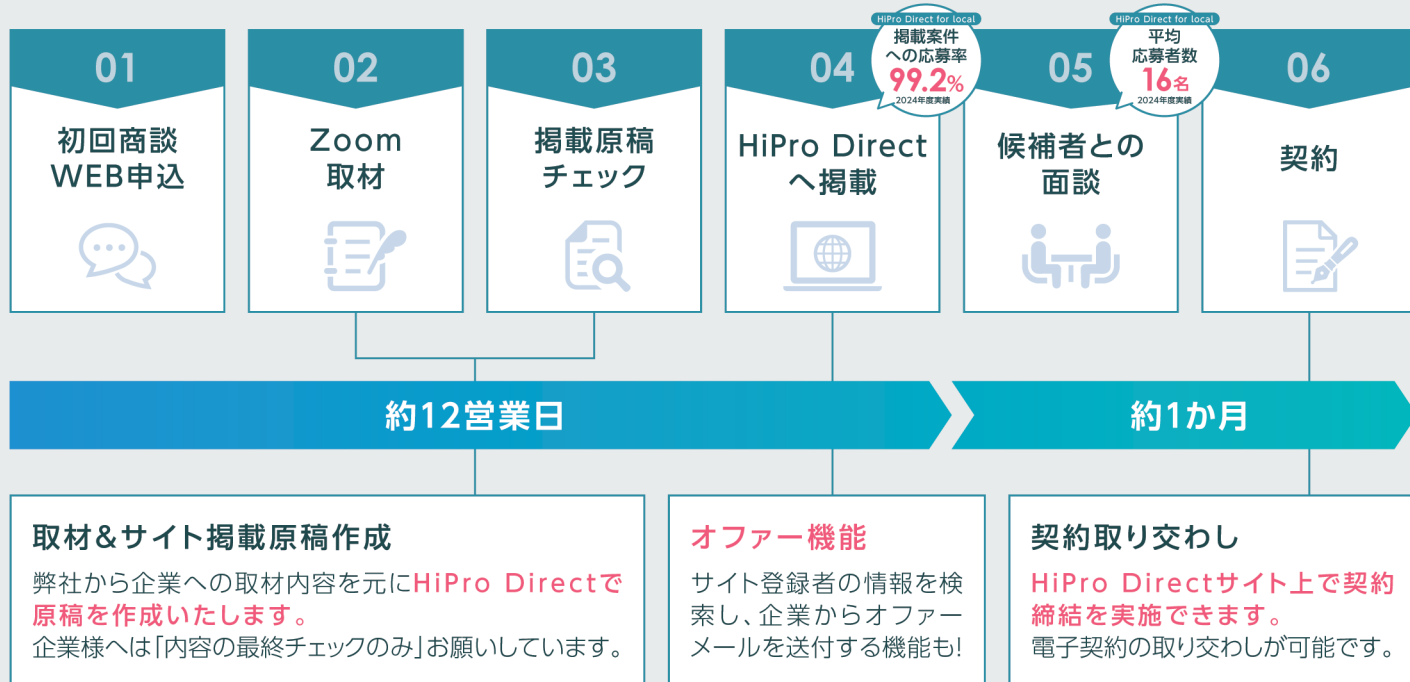 01
初回商談
WEB申込
02
Zoom
取材
03
掲載原稿
チェック
04
HiPro Direct for local
掲載案件
への応募率
99.2%
2024年度実績
HiPro Direct
へ掲載
05
HiPro Direct for local
平均
応募者数
16名
2024年度実績
候補者との
面談
06
契約
約12営業日
約1か月
取材&サイト掲載原稿作成
弊社から企業への取材内容を元にHiPro Directで
原稿を作成いたします。
企業様へは「内容の最終チェックのみ」お願いしています。
オファー機能
サイト登録者の情報を検
索し、企業からオファー
メールを送付する機能も!
契約取り交わし
HiPro Directサイト上で契約
締結を実施できます。
電子契約の取り交わしが可能です。